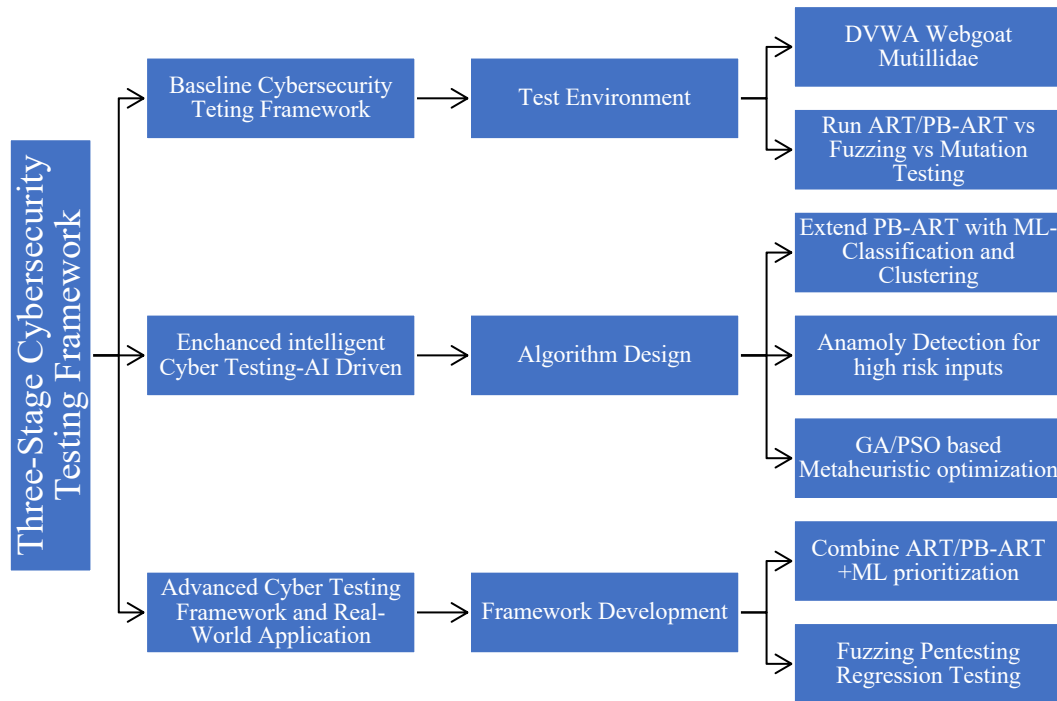 Three-Stage Cybersecurity
Testing Framework
Baseline Cybersecurity
Teting Framework
Test Environment
DVWA Webgoat
Mutillidae
Run ART/PB-ART vs
Fuzzing vs Mutation
Testing
Enchanced intelligent
Cyber Testing-AI Driven
Algorithm Design
Extend PB-ART with ML-
Classification and
Clustering
Anamoly Detection for
high risk inputs
GA/PSO based
Metaheuristic optimization
Advanced Cyber Testing
Framework and Real-
World Application
Framework Development
Combine ART/PB-ART
+ML prioritization
Fuzzing Pentesting
Regression Testing